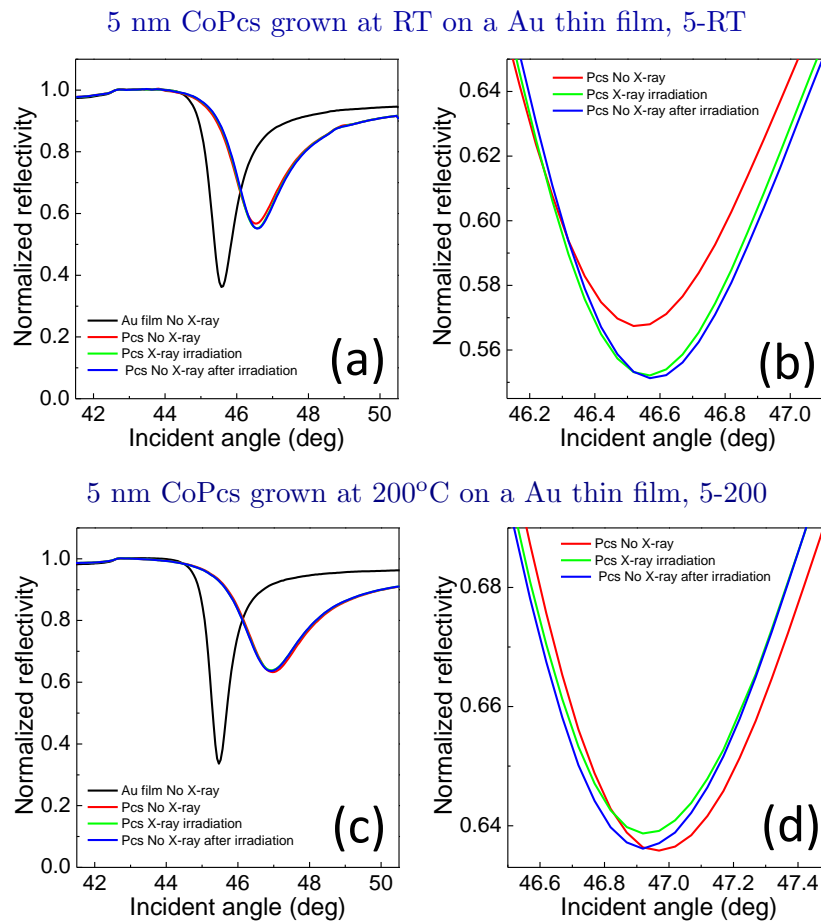 5 nm CoPcs grown at RT on a Au thin film, 5-RT
1.0
0.8
0.6
0.4
0.2
0.0
Normalized reflectivity
Au film No X-ray
Pcs No X-ray
Pcs X-ray irradiation
Pcs No X-ray after irradiation
(a)
42 44 46 48 50
Incident angle (deg)
0.64
0.62
0.60
0.58
0.56
Normalized reflectivity
Pcs No X-ray
Pcs X-ray irradiation
Pcs No X-ray after irradiation
(b)
46.2 46.4 46.6 46.8 47.0
Incident angle (deg)
5 nm CoPcs grown at 200°C on a Au thin film, 5-200
1.0
0.8
0.6
0.4
0.2
0.0
Normalized reflectivity
Au film No X-ray
Pcs No X-ray
Pcs X-ray irradiation
Pcs No X-ray after irradiation
(c)
42 44 46 48 50
Incident angle (deg)
0.68
0.66
0.64
Normalized reflectivity
Pcs No X-ray
Pcs X-ray irradiation
Pcs No X-ray after irradiation
(d)
46.6 46.8 47.0 47.2 47.4
Incident angle (deg)